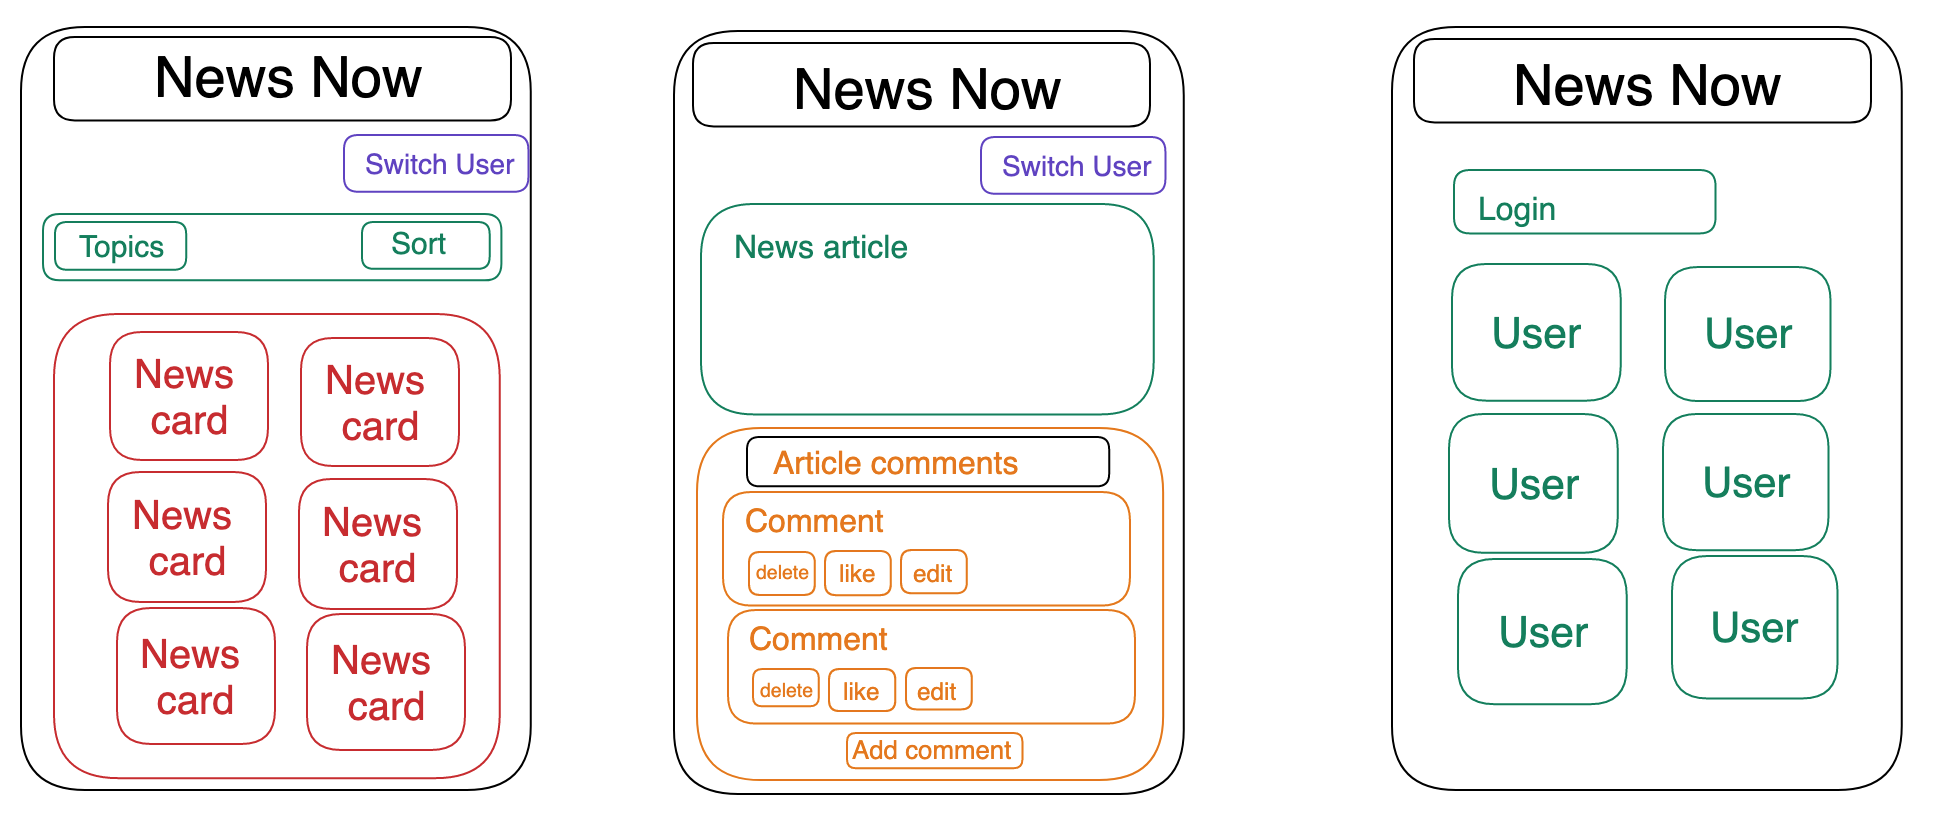 News Now
Switch User
Topics
Sort
News
card
News
card
News
card
News
card
News
card
News
card
News Now
Switch User
News article
Article comments
Comment
delete
like
edit
Comment
delete
like
edit
Add comment
News Now
Login
User
User
User
User
User
User